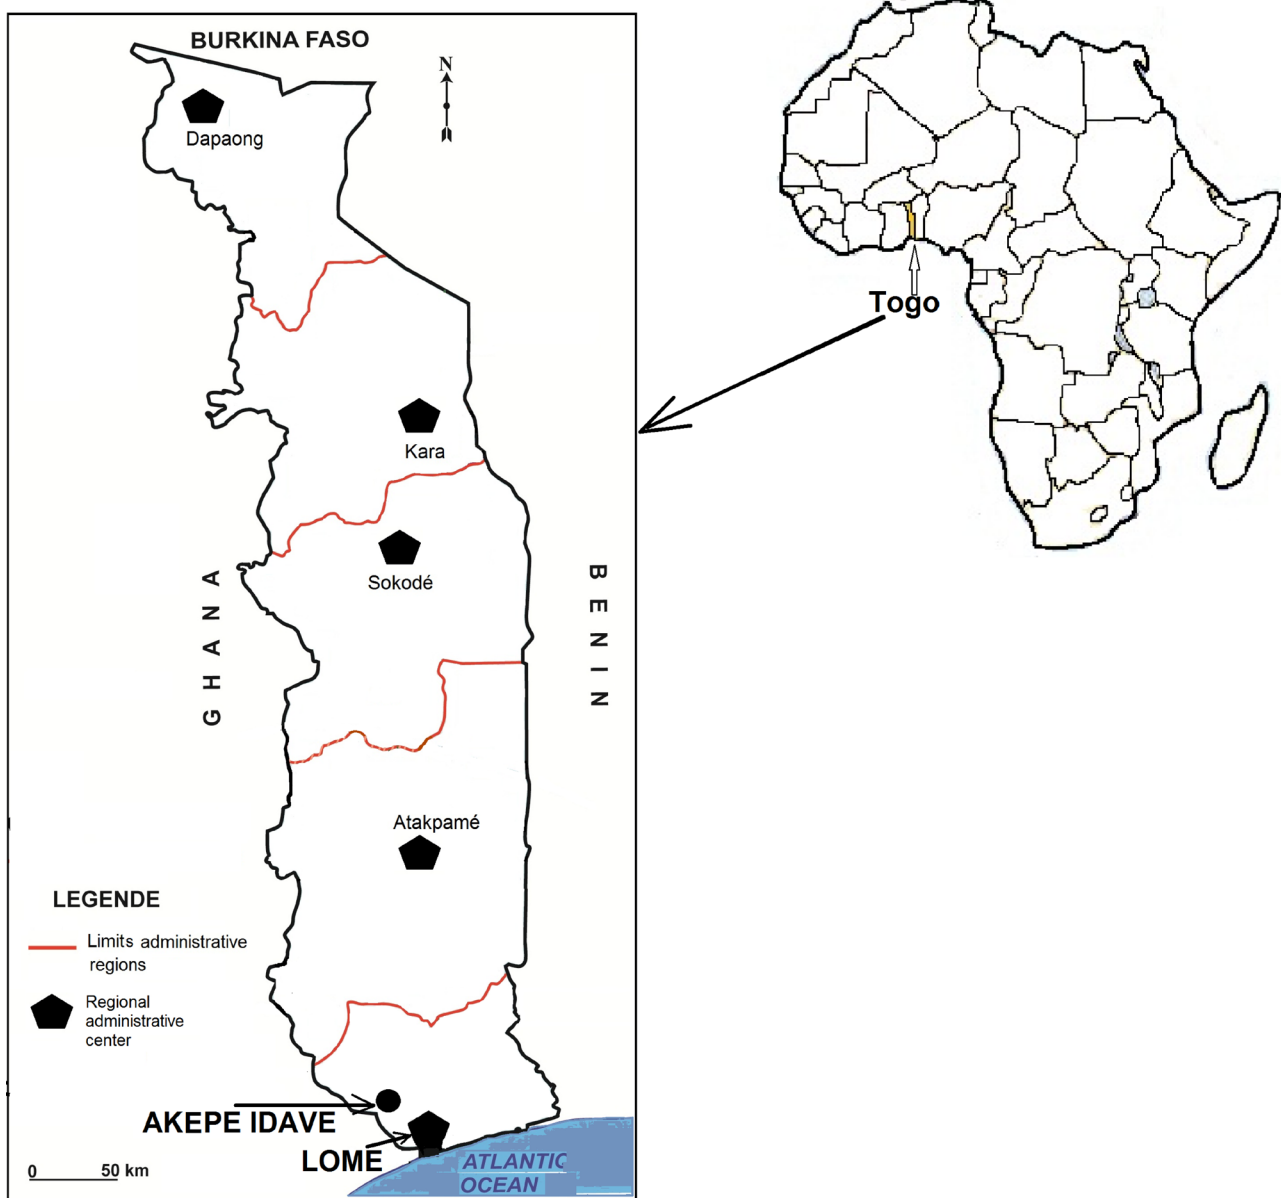 BURKINA FASO
N
Dapaong
Togo
Kara
Sokodé
GHANA
BENIN
Atakpamé
LEGENDE
Limits administrative
regions
Regional
administrative
center
AKEPE IDAVE
LOME
0 50 km
ATLANTIC
OCEAN